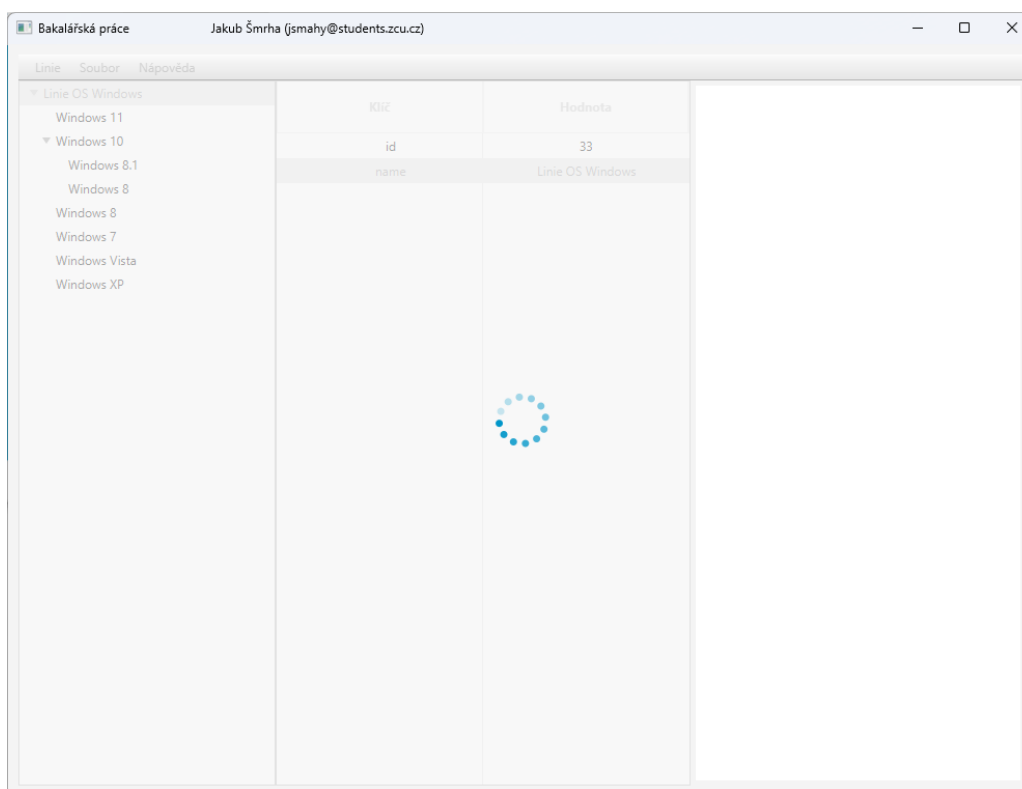 Bakalářská práce Jakub Šmrha (jsmahy@students.zcu.cz)
Linie Soubor Nápověda
Linie OS Windows
Windows 11
Windows 10
Windows 8.1
Windows 8
Windows 8
Windows 7
Windows Vista
Windows XP
Klíč Hodnota
id 33
name Linie OS Windows